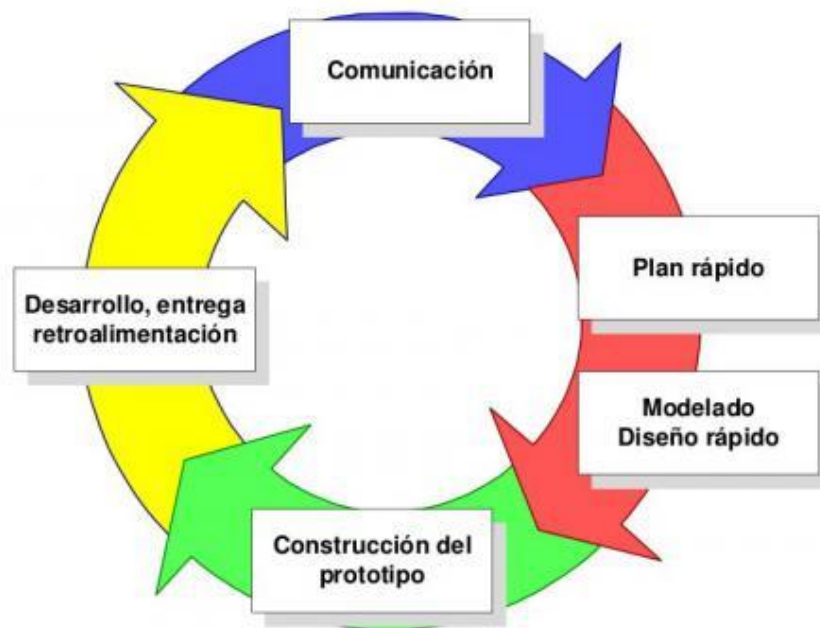 Comunicación
Plan rápido
Modelado
Diseño rápido
Construcción del
prototipo
Desarrollo, entrega
retroalimentación